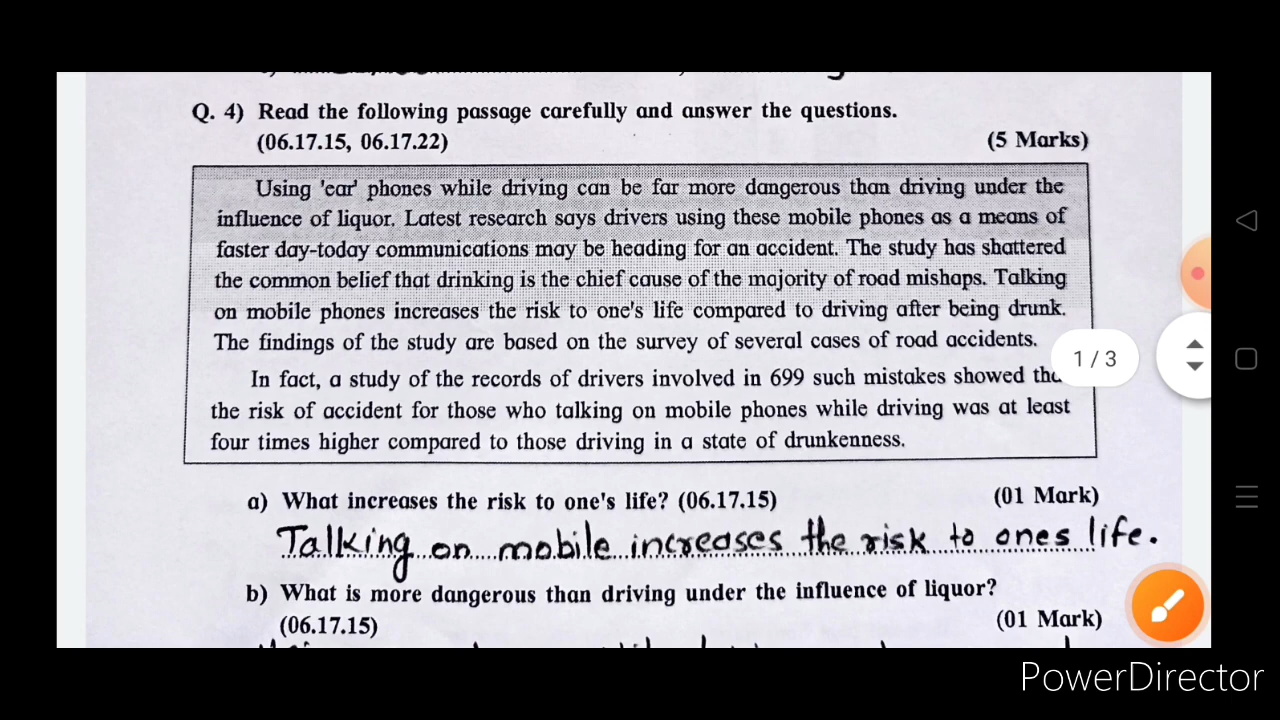 Q. 4) Read the following passage carefully and answer the questions.
(06.17.15, 06.17.22) (5 Marks)
Using 'ear' phones while driving can be far more dangerous than driving under the
influence of liquor. Latest research says drivers using these mobile phones as a means of
faster day-today communications may be heading for an accident. The study has shattered
the common belief that drinking is the chief cause of the majority of road mishaps. Talking
on mobile phones increases the risk to one's life compared to driving after being drunk.
The findings of the study are based on the survey of several cases of road accidents.
1 / 3
In fact, a study of the records of drivers involved in 699 such mistakes showed
the risk of accident for those who talking on mobile phones while driving was at least
four times higher compared to those driving in a state of drunkenness.
a) What increases the risk to one's life? (06.17.15) (01 Mark)
Talking on mobile increases the risk to ones life.
b) What is more dangerous than driving under the influence of liquor?
(06.17.15) (01 Mark)
PowerDirector